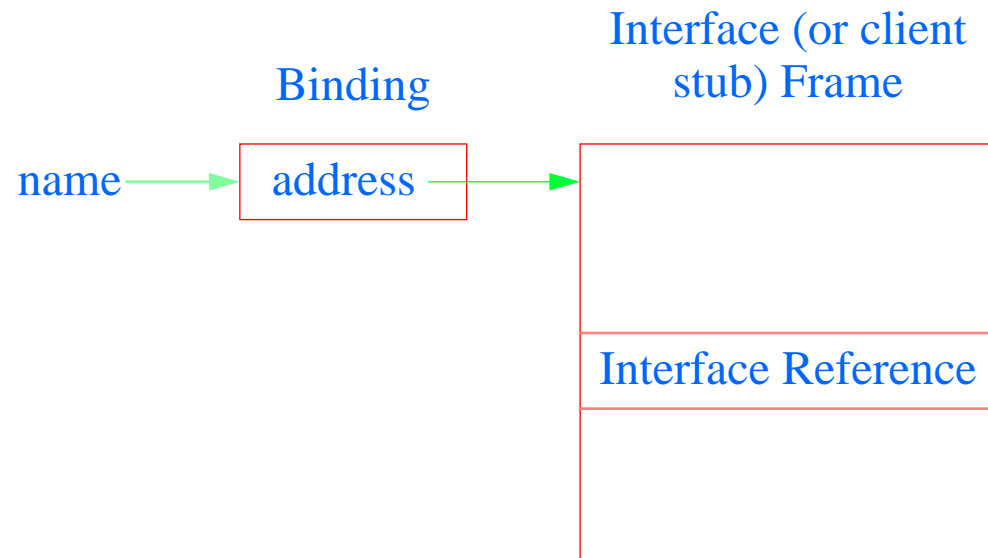 Interface (or client
stub) Frame
Binding
name
address
Interface Reference